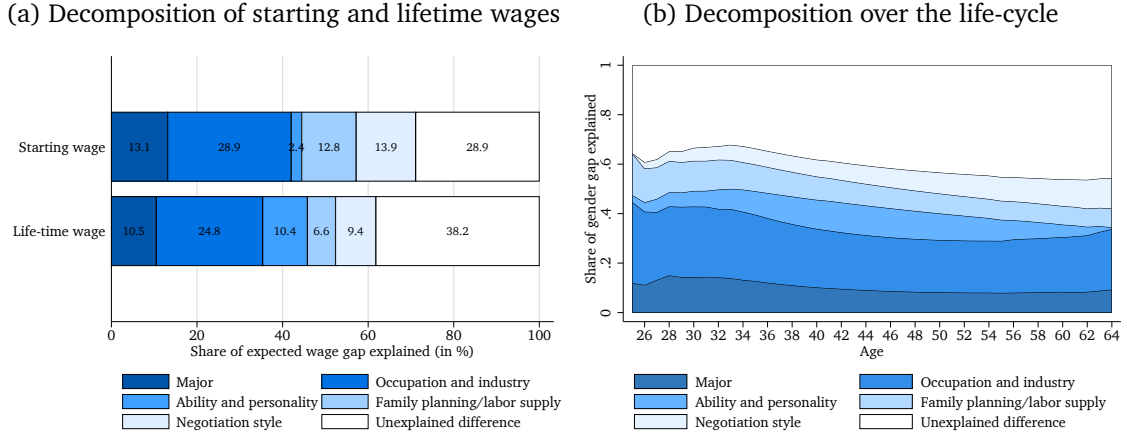 (a) Decomposition of starting and lifetime wages
Starting wage
13.1 28.9 2.4 12.8 13.9 28.9
Life-time wage
10.5 24.8 10.4 6.6 9.4 38.2
0 20 40 60 80 100
Share of expected wage gap explained (in %)
Major
Occupation and industry
Ability and personality
Family planning/labor supply
Negotiation style
Unexplained difference
(b) Decomposition over the life-cycle
Share of gender gap explained
1
.8
.6
.4
.2
0
26 28 30 32 34 36 38 40 42 44 46 48 50 52 54 56 58 60 62 64
Age
Major
Occupation and industry
Ability and personality
Family planning/labor supply
Negotiation style
Unexplained difference